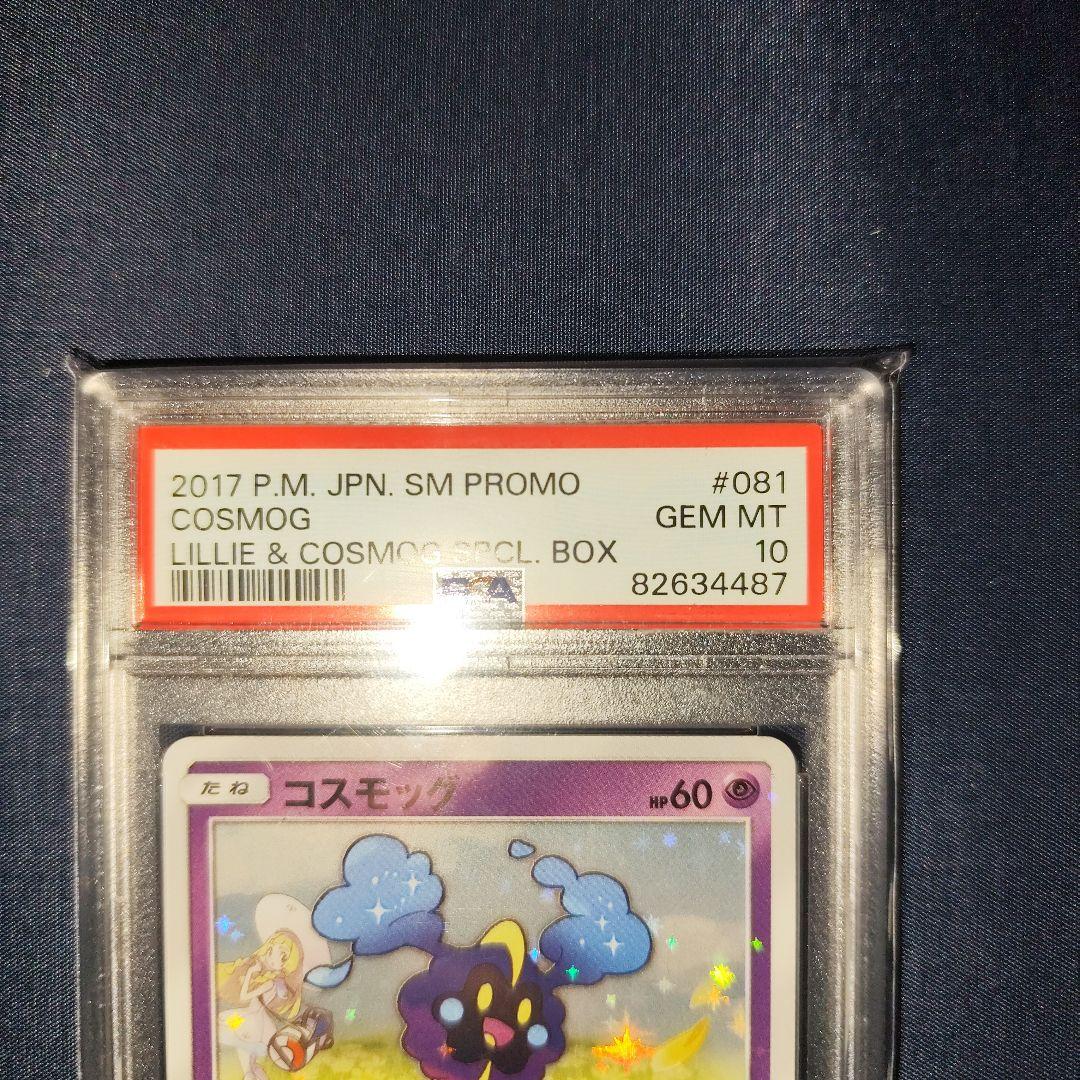 2017 P.M. JPN. SM PROMO #081
COSMOG GEM MT
LILLIE & COSMOG SPCL. BOX 10
82634487
PSA
たね コスモッグ HP60